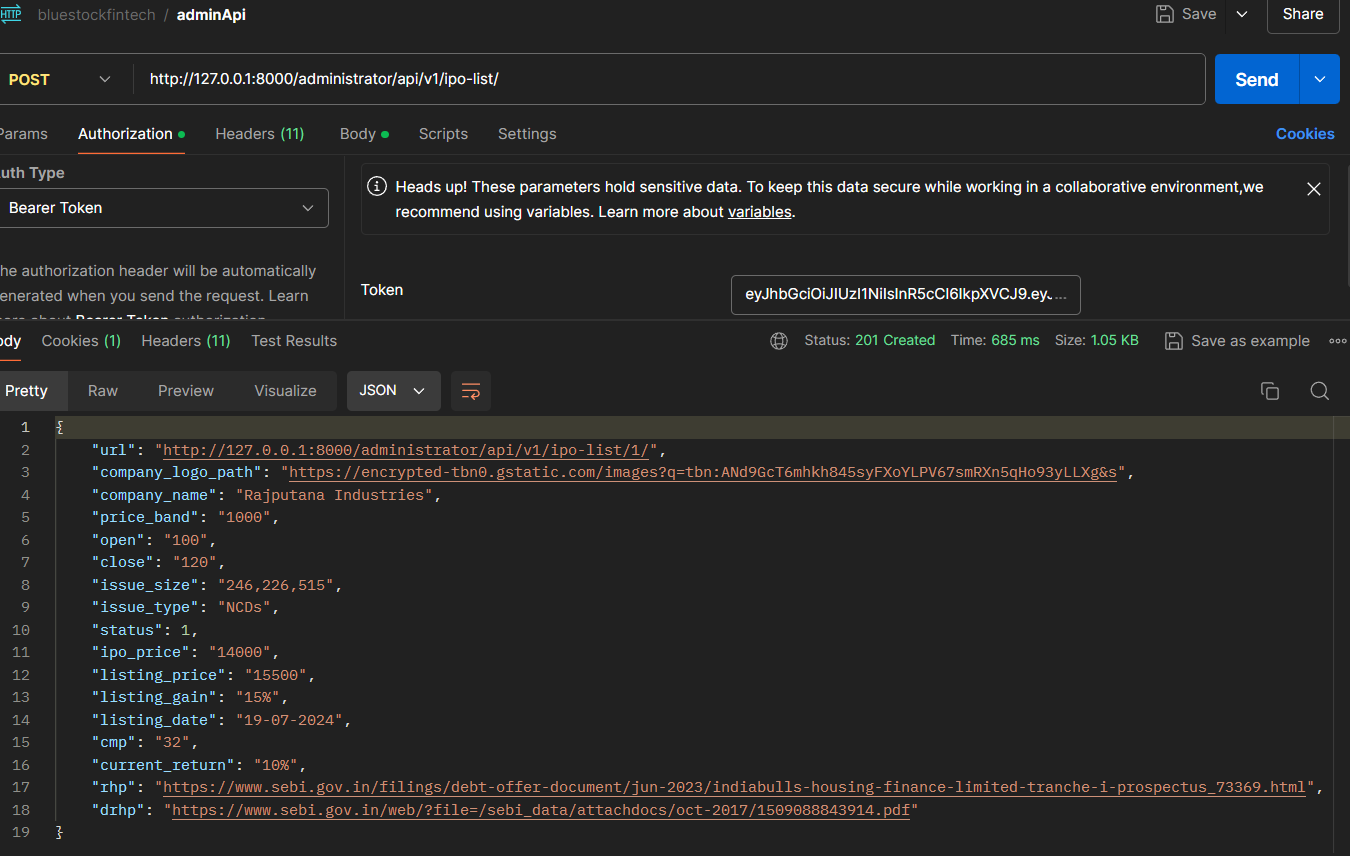 HTTP bluestockfintech / adminApi Save Share
POST http://127.0.0.1:8000/administrator/api/v1/ipo-list/ Send
Params Authorization Headers (11) Body Scripts Settings Cookies
uth Type
Bearer Token
Heads up! These parameters hold sensitive data. To keep this data secure while working in a collaborative environment,we
recommend using variables. Learn more about variables.
he authorization header will be automatically
enerated when you send the request. Learn
Bearer Token authorization
Token eyJhbGciOiJIUzI1NiIsInR5cCI6IkpXVCJ9.eyJ...
ody Cookies (1) Headers (11) Test Results Status: 201 Created Time: 685 ms Size: 1.05 KB Save as example
Pretty Raw Preview Visualize JSON
1 {
2 "url": "http://127.0.0.1:8000/administrator/api/v1/ipo-list/1/",
3 "company_logo_path": "https://encrypted-tbn0.gstatic.com/images?q=tbn:ANd9GcT6mhkh845syFXoYLPV67smRXn5qHo93yLLXg&s",
4 "company_name": "Rajputana Industries",
5 "price_band": "1000",
6 "open": "100",
7 "close": "120",
8 "issue_size": "246,226,515",
9 "issue_type": "NCDs",
10 "status": 1,
11 "ipo_price": "14000",
12 "listing_price": "15500",
13 "listing_gain": "15%",
14 "listing_date": "19-07-2024",
15 "cmp": "32",
16 "current_return": "10%",
17 "rhp": "https://www.sebi.gov.in/filings/debt-offer-document/jun-2023/indiabulls-housing-finance-limited-tranche-i-prospectus_73369.html",
18 "drhp": "https://www.sebi.gov.in/web/?file=/sebi_data/attachdocs/oct-2017/1509088843914.pdf"
19 }